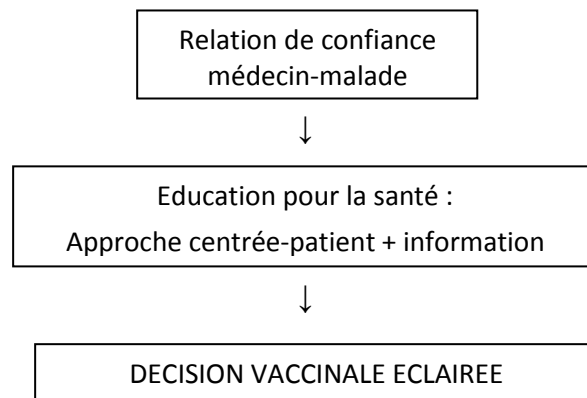 Relation de confiance
médecin-malade
↓
Education pour la santé :
Approche centrée-patient + information
↓
DECISION VACCINALE ECLAIREE